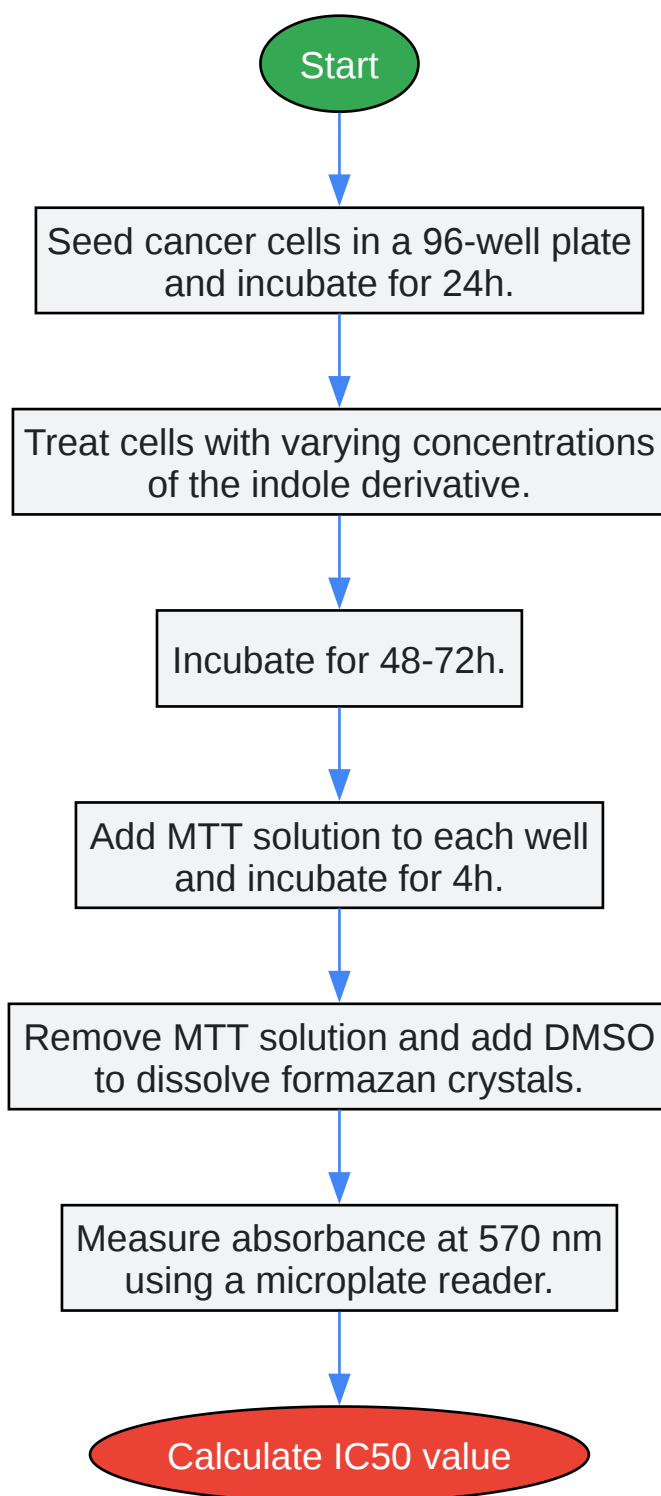 Start
Seed cancer cells in a 96-well plate
and incubate for 24h.
Treat cells with varying concentrations
of the indole derivative.
Incubate for 48-72h.
Add MTT solution to each well
and incubate for 4h.
Remove MTT solution and add DMSO
to dissolve formazan crystals.
Measure absorbance at 570 nm
using a microplate reader.
Calculate IC50 value